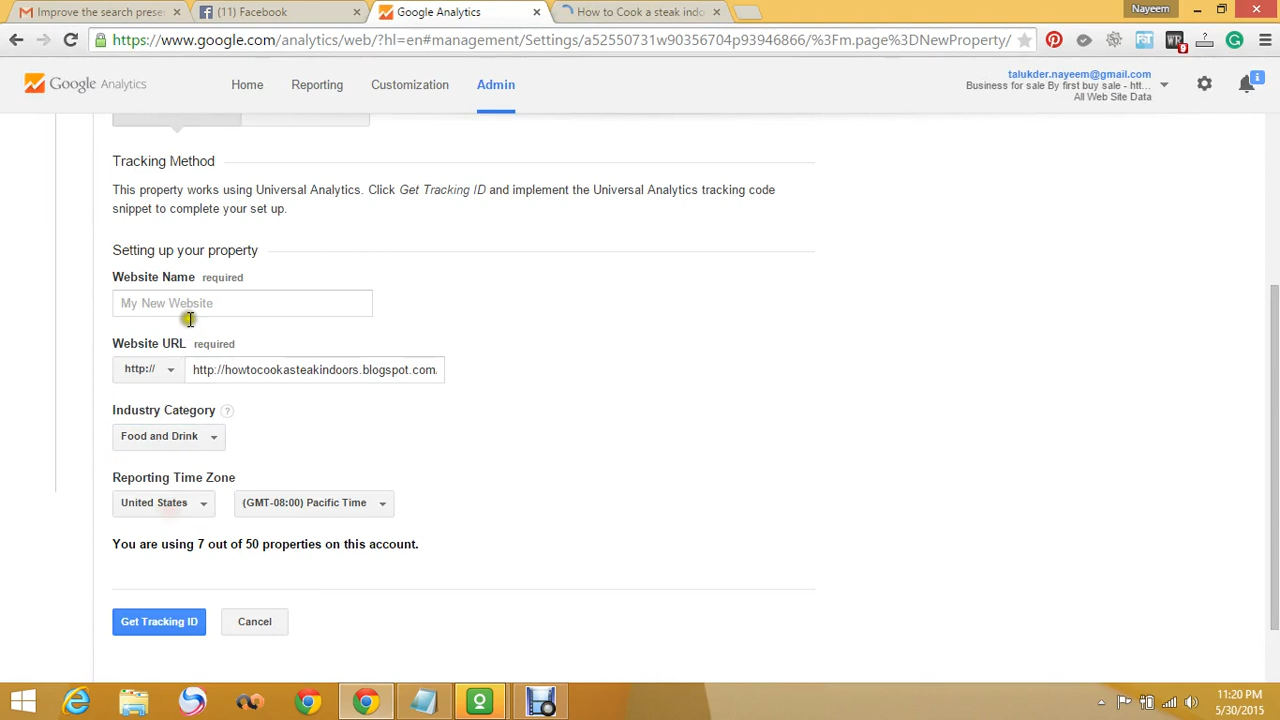 Improve the search prese
(11) Facebook
Google Analytics
How to Cook a steak indo
Nayeem
https://www.google.com/analytics/web/?hl=en#management/Settings/a52550731w90356704p93946866/%3Fm.page%3DNewProperty/
Google Analytics
Home
Reporting
Customization
Admin
talukder.nayeem@gmail.com
Business for sale By first buy sale - htt...
All Web Site Data
Tracking Method
This property works using Universal Analytics. Click Get Tracking ID and implement the Universal Analytics tracking code
snippet to complete your set up.
Setting up your property
Website Name required
My New Website
Website URL required
http://
http://howtocookasteakindoors.blogspot.com.
Industry Category ?
Food and Drink
Reporting Time Zone
United States
(GMT-08:00) Pacific Time
You are using 7 out of 50 properties on this account.
Get Tracking ID
Cancel
11:20 PM
5/30/2015